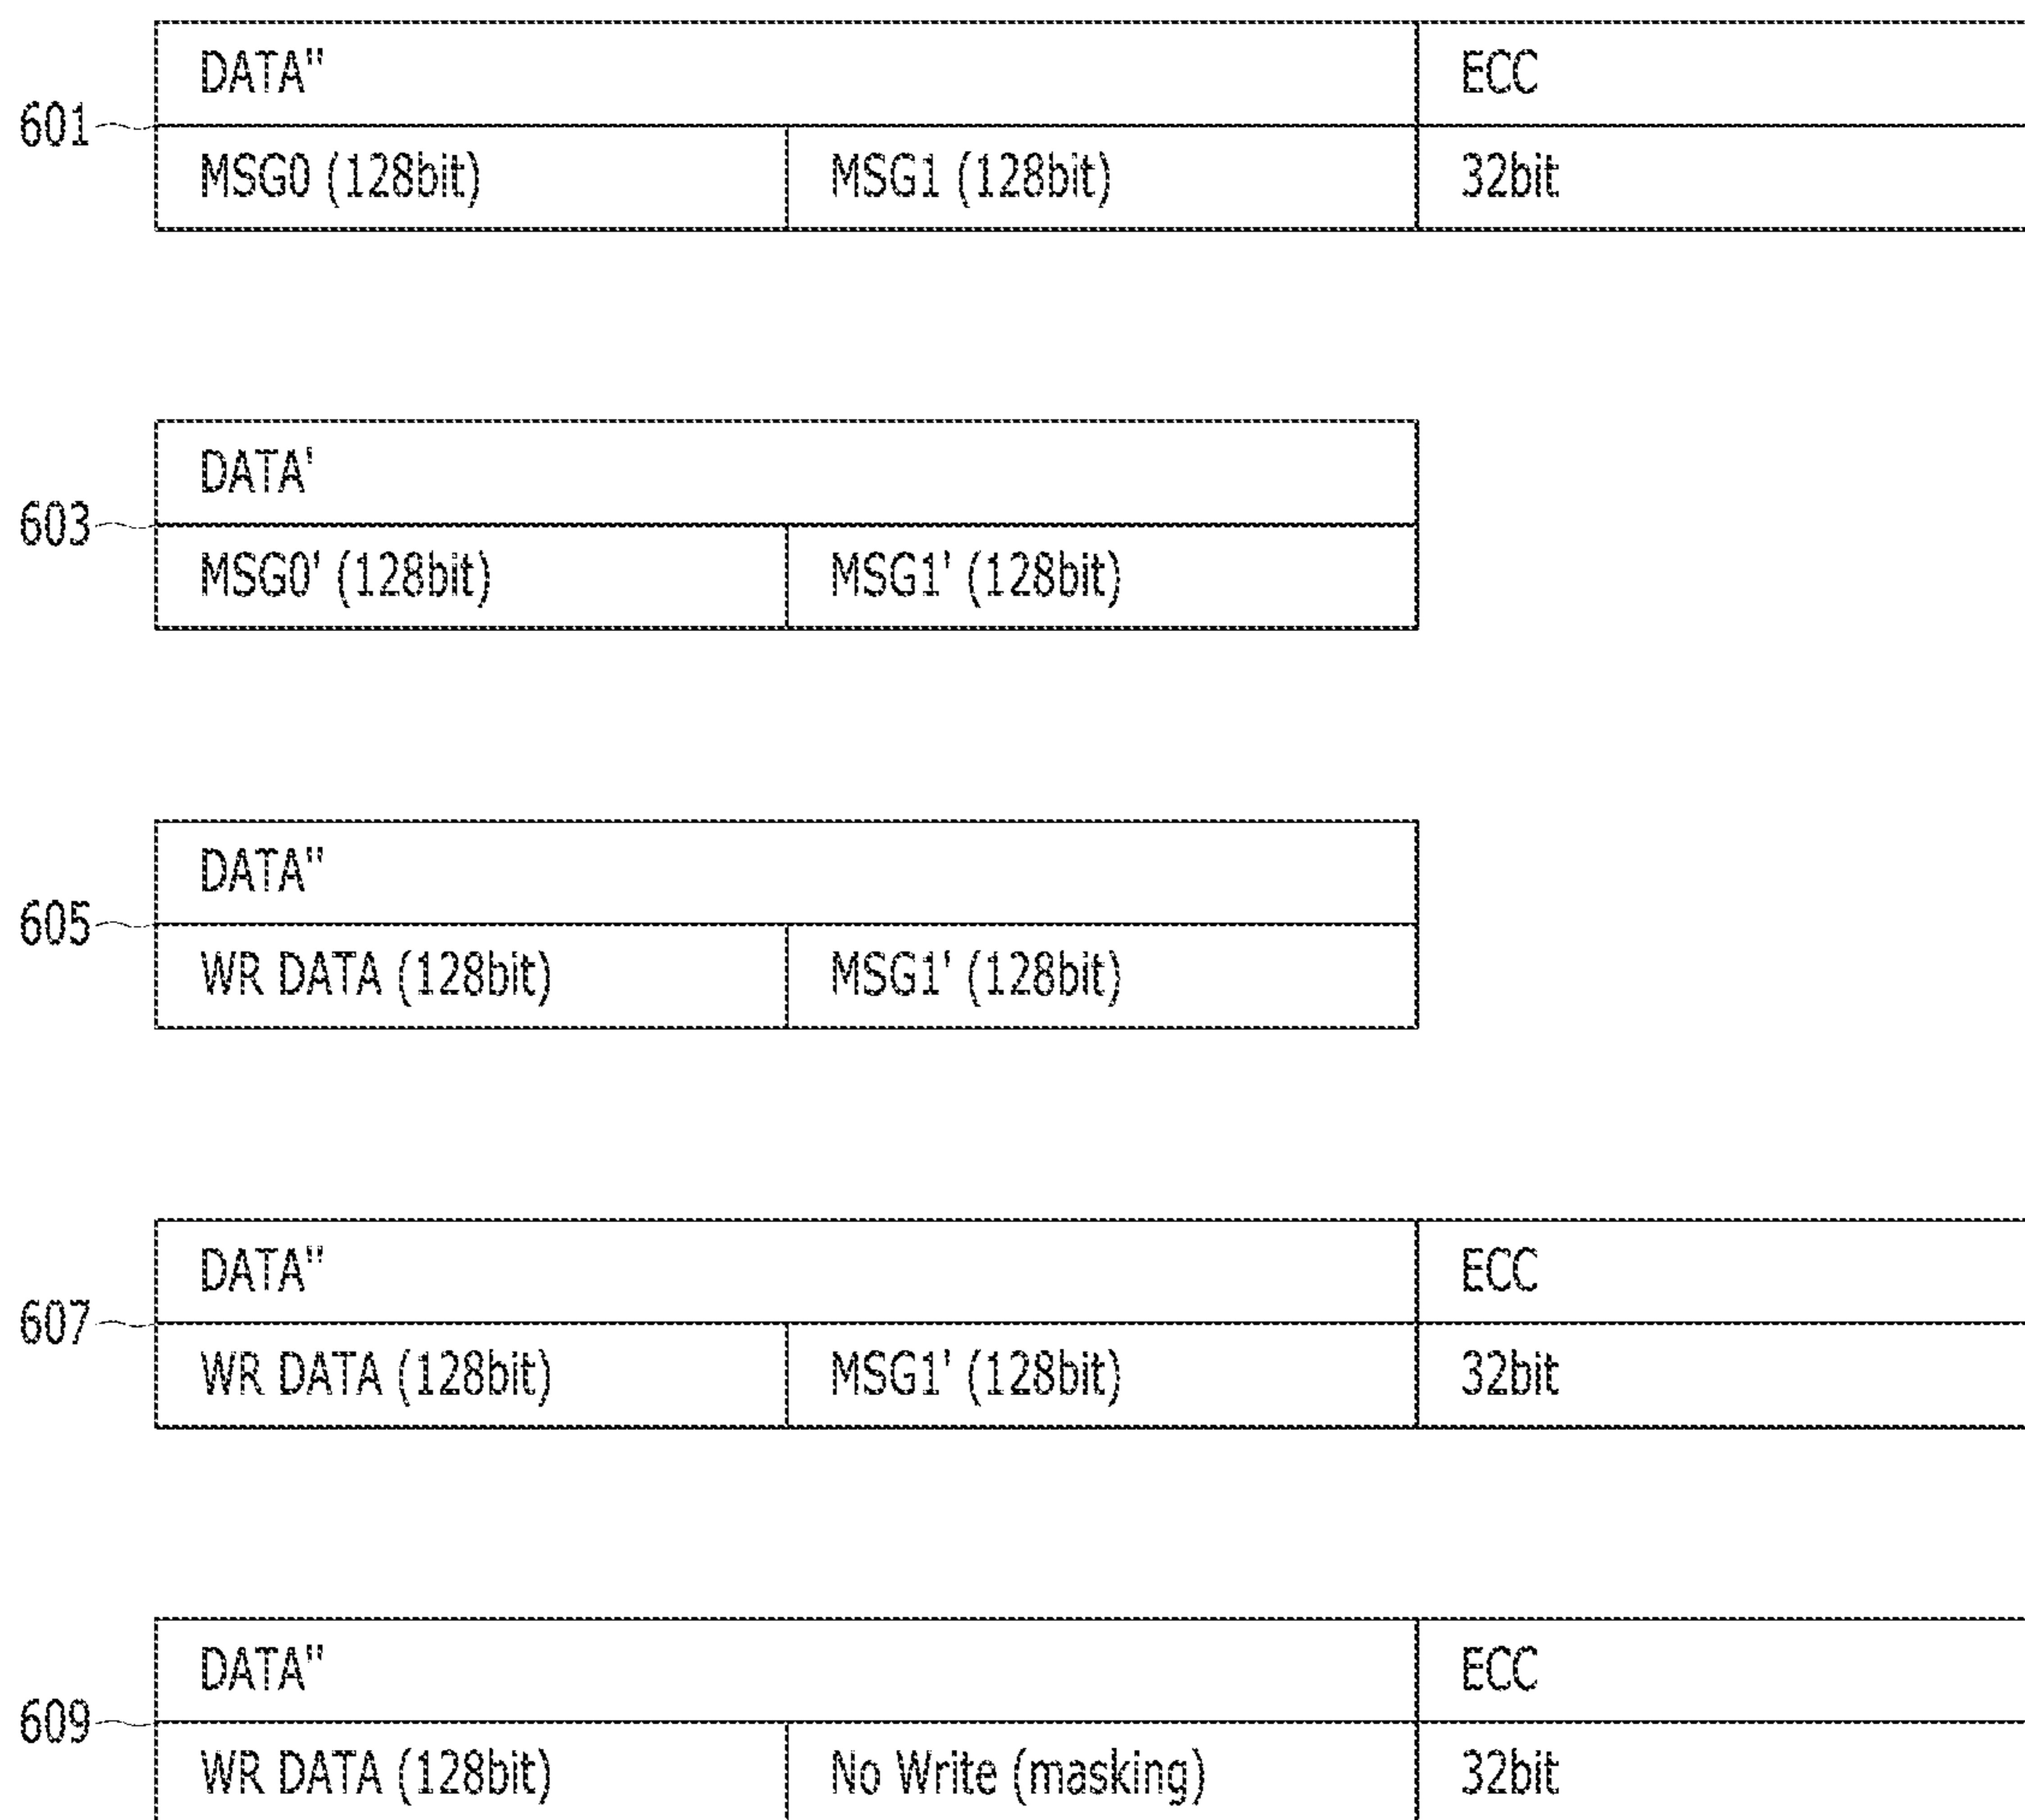 DATA" ECC
601
MSG0 (128bit) MSG1 (128bit) 32bit
DATA'
603
MSG0' (128bit) MSG1' (128bit)
DATA"
605
WR DATA (128bit) MSG1' (128bit)
DATA" ECC
607
WR DATA (128bit) MSG1' (128bit) 32bit
DATA" ECC
609
WR DATA (128bit) No Write (masking) 32bit